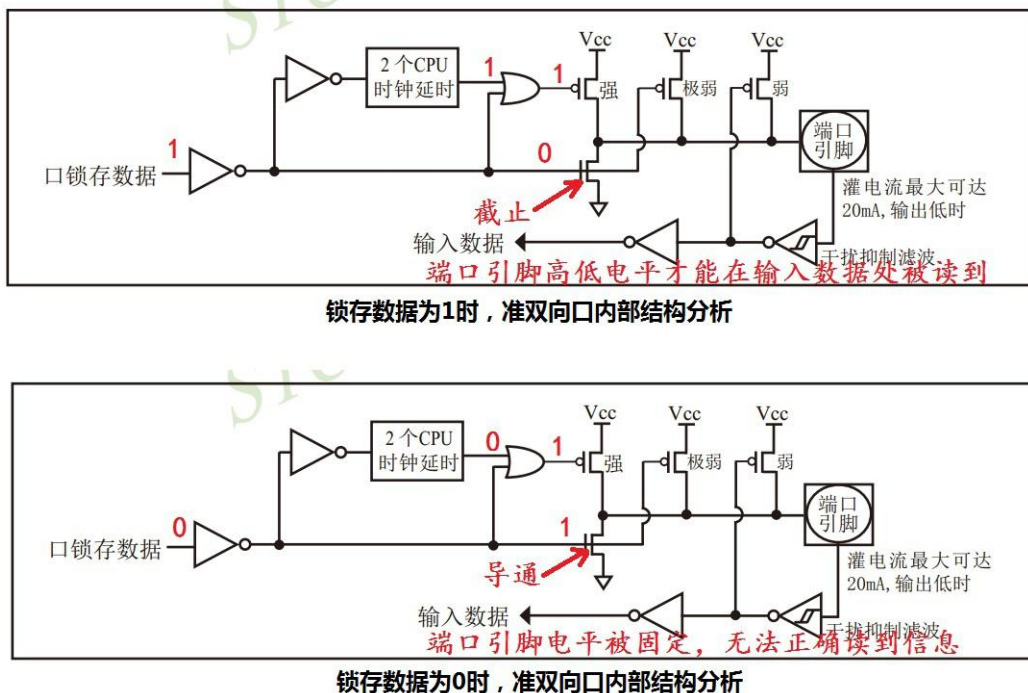 STC
Vcc Vcc Vcc
2个CPU
时钟延时
1 1
强 极弱 弱
端口
引脚
1
口锁存数据
0
截止
灌电流最大可达
20mA,输出低时
输入数据
干扰抑制滤波
端口引脚高低电平才能在输入数据处被读到
锁存数据为1时，准双向口内部结构分析
STC
Vcc Vcc Vcc
2个CPU
时钟延时
0 1
强 极弱 弱
端口
引脚
0
口锁存数据
1
导通
灌电流最大可达
20mA,输出低时
输入数据
干扰抑制滤波
端口引脚电平被固定，无法正确读到信息
锁存数据为0时，准双向口内部结构分析